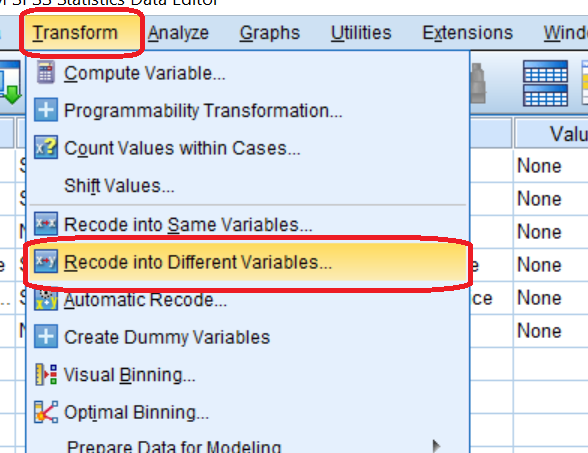 SPSS Statistics Data Editor
Transform Analyze Graphs Utilities Extensions Wind
Compute Variable...
Programmability Transformation...
Valu
Count Values within Cases...
None
Shift Values...
None
Recode into Same Variables...
None
Recode into Different Variables...
e None
Automatic Recode...
ce None
Create Dummy Variables
None
Visual Binning...
Optimal Binning...
Prepare Data for Modeling